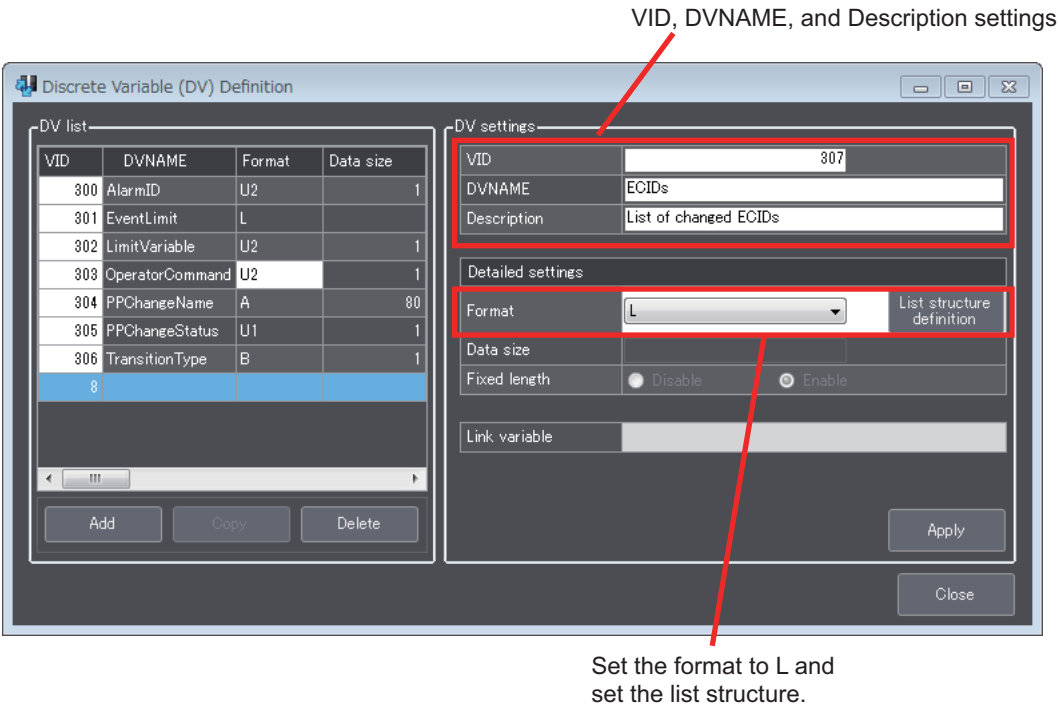 VID, DVNAME, and Description settings
Discrete Variable (DV) Definition
DV list
VID DVNAME Format Data size
300 AlarmID U2 1
301 EventLimit L
302 LimitVariable U2 1
303 OperatorCommand U2 1
304 PPChangeName A 80
305 PPChangeStatus U1 1
306 TransitionType B 1
8
Add Copy Delete
DV settings
VID 307
DVNAME ECIDs
Description List of changed ECIDs
Detailed settings
Format L List structure
definition
Data size
Fixed length Disable Enable
Link variable
Apply
Close
Set the format to L and
set the list structure.